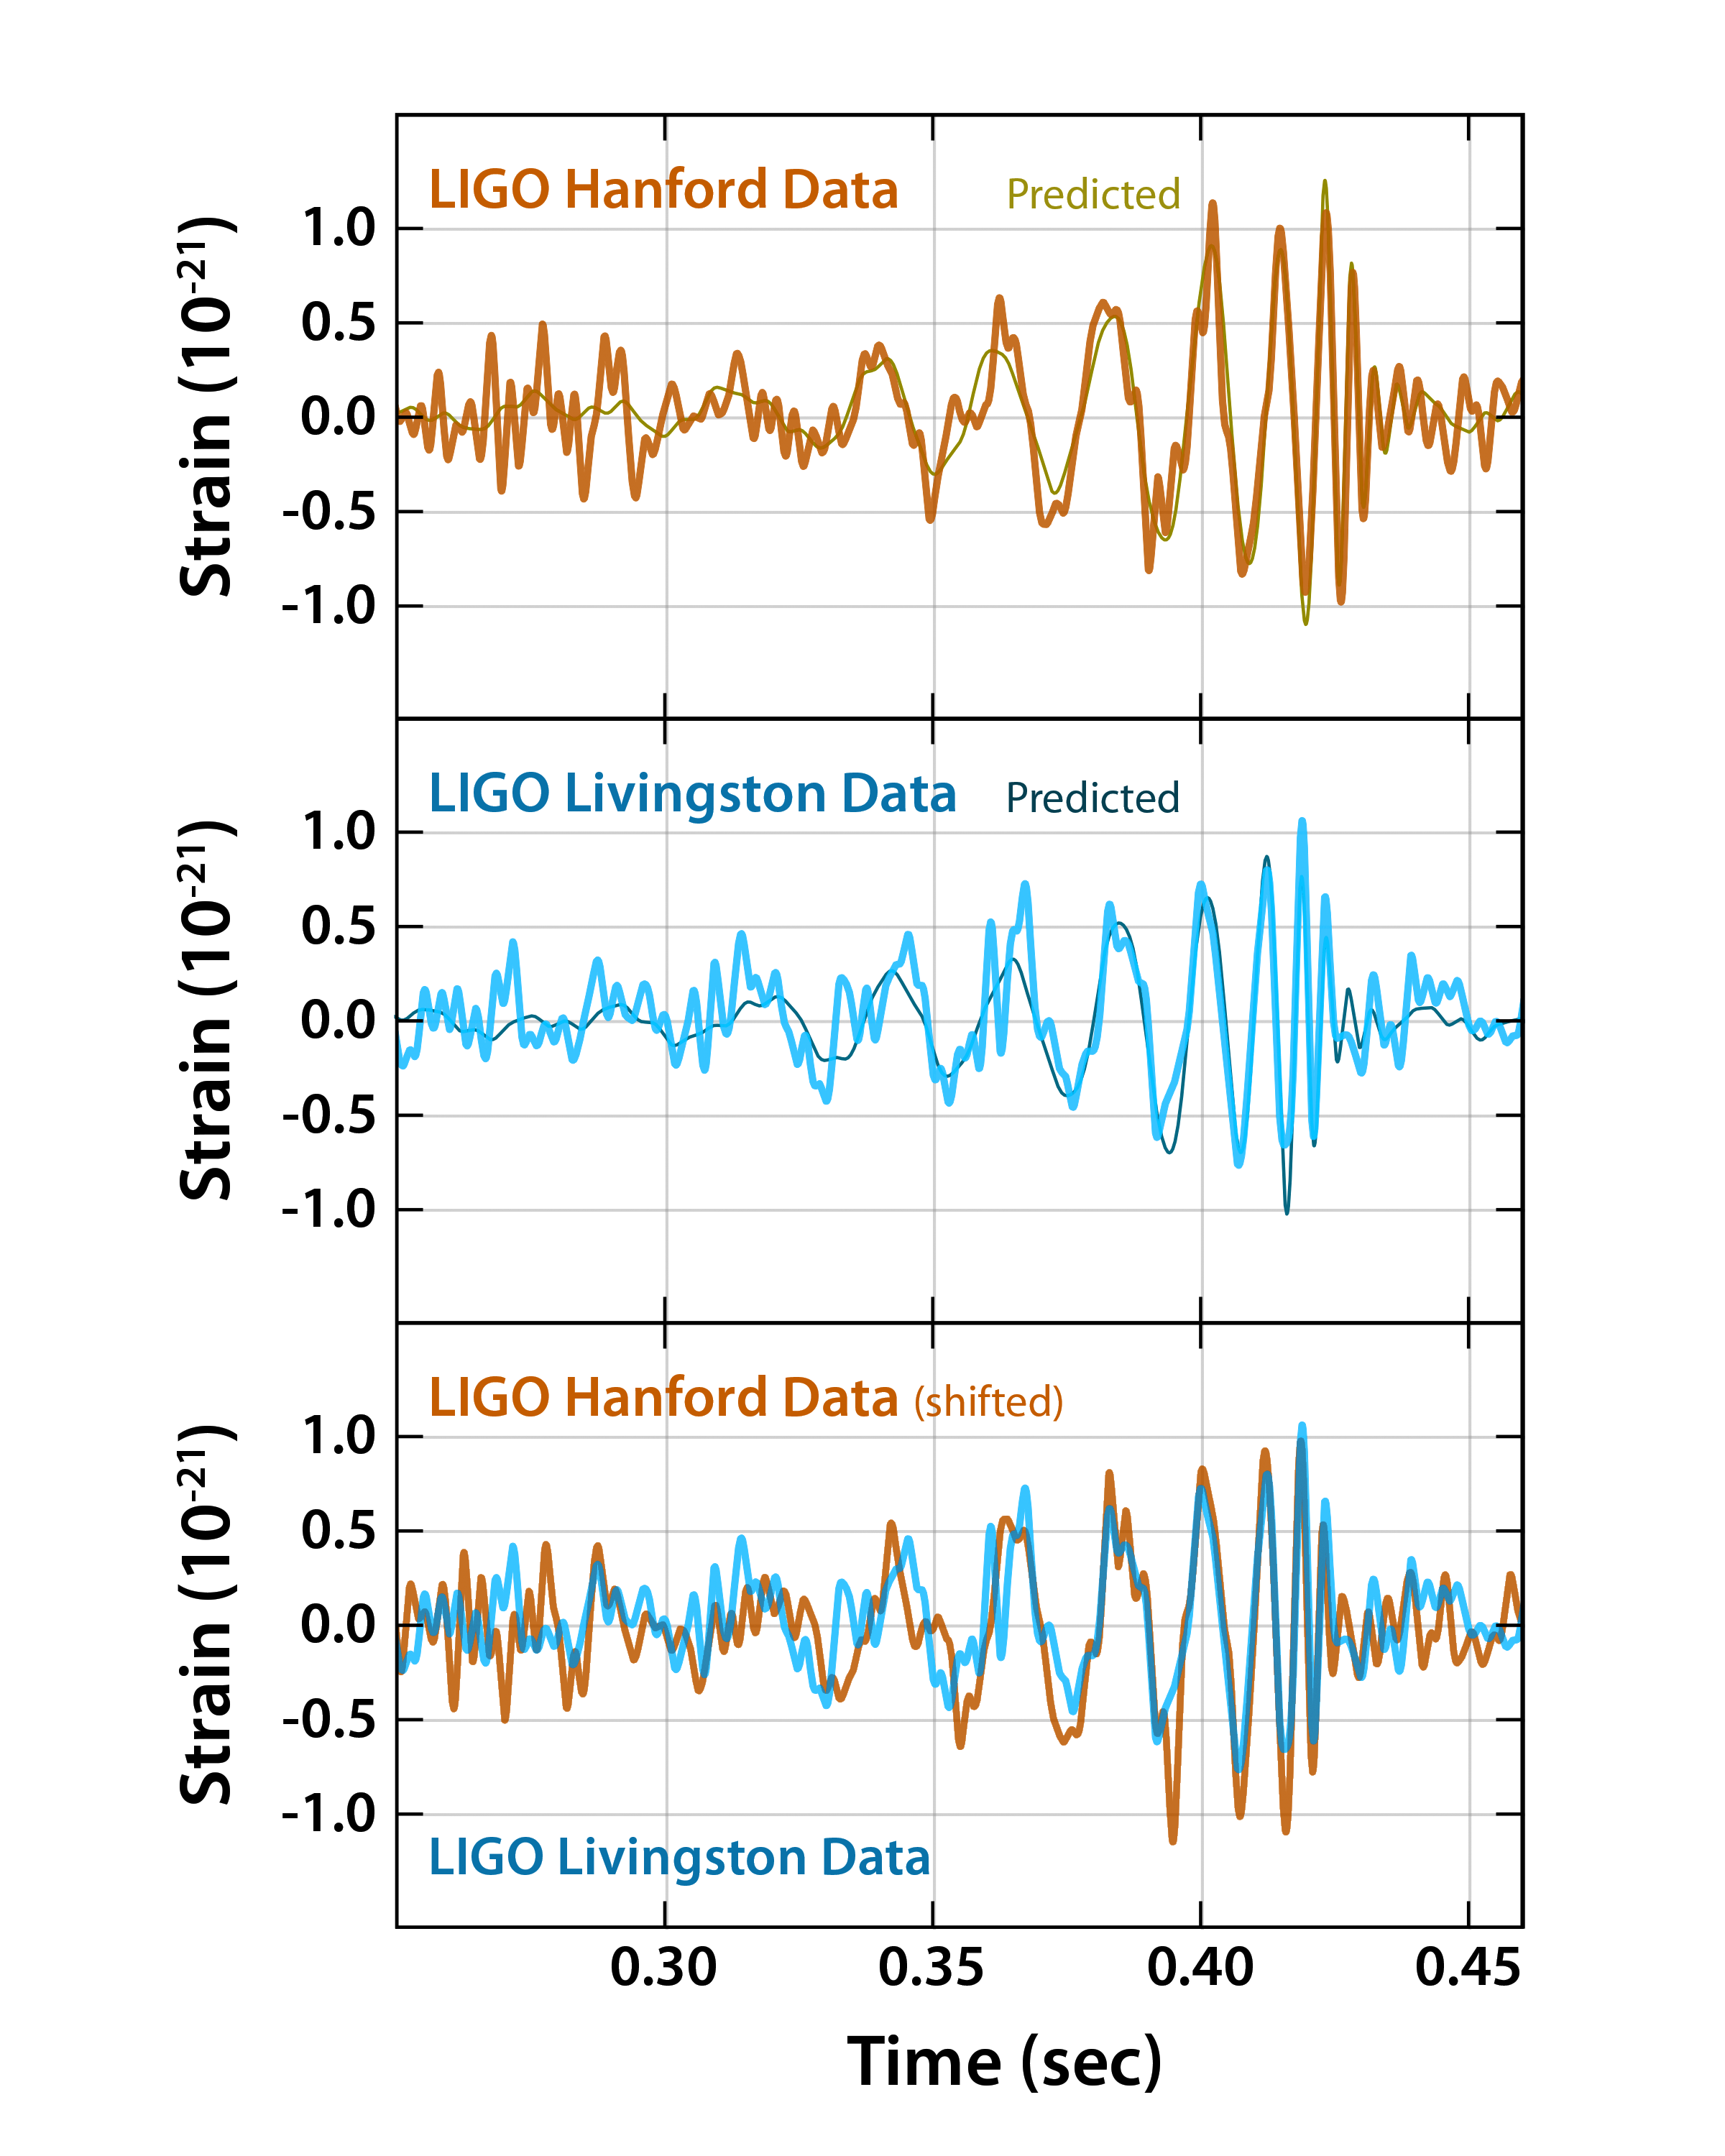 LIGO Hanford Data Predicted
Strain (10⁻²¹)
1.0
0.5
0.0
-0.5
-1.0
LIGO Livingston Data Predicted
Strain (10⁻²¹)
1.0
0.5
0.0
-0.5
-1.0
LIGO Hanford Data (shifted)
Strain (10⁻²¹)
1.0
0.5
0.0
-0.5
-1.0
LIGO Livingston Data
0.30 0.35 0.40 0.45
Time (sec)